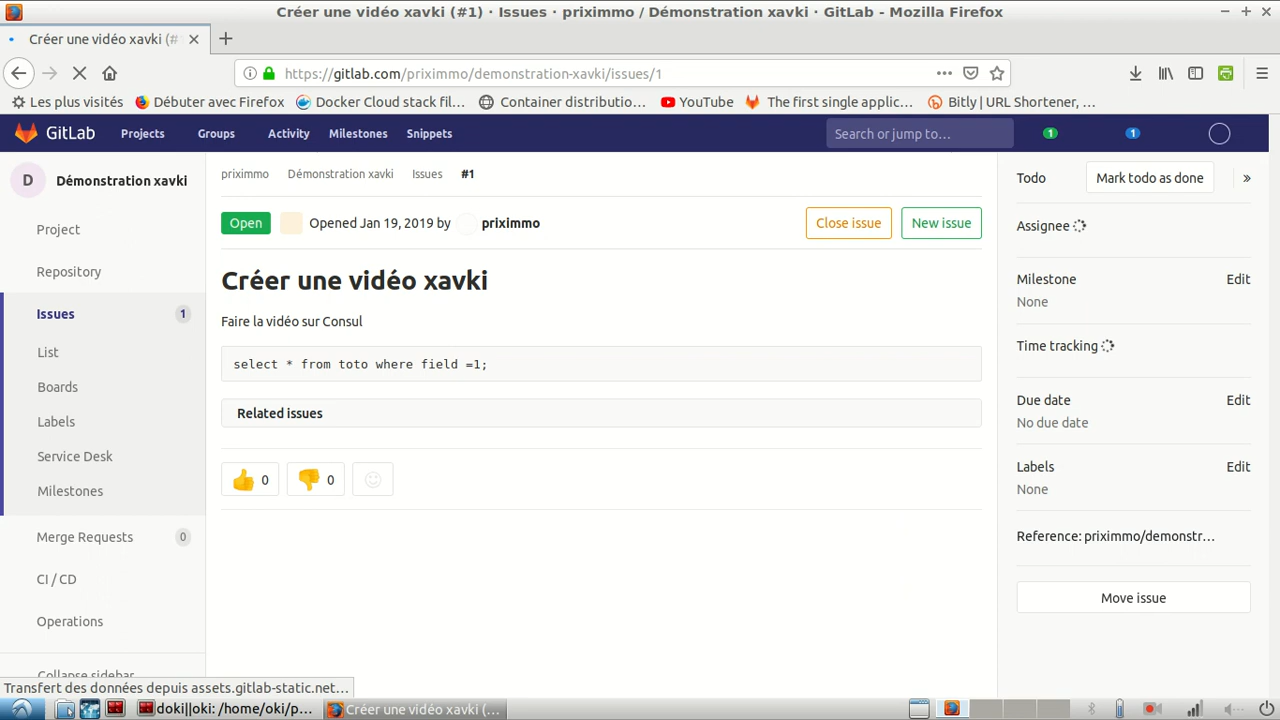 Créer une vidéo xavki (#1) · Issues · priximmo / Démonstration xavki · GitLab - Mozilla Firefox
Créer une vidéo xavki (#
https://gitlab.com/priximmo/demonstration-xavki/issues/1
Les plus visités Débuter avec Firefox Docker Cloud stack fil… Container distributio… YouTube The first single applic… Bitly | URL Shortener, …
GitLab Projects Groups Activity Milestones Snippets Search or jump to… 1 1
D Démonstration xavki
Project
Repository
Issues 1
List
Boards
Labels
Service Desk
Milestones
Merge Requests 0
CI / CD
Operations
Collapse sidebar
priximmo Démonstration xavki Issues #1
Open Opened Jan 19, 2019 by priximmo Close issue New issue
Créer une vidéo xavki
Faire la vidéo sur Consul
select * from toto where field =1;
Related issues
👍 0 👎 0
Todo Mark todo as done »
Assignee
Milestone Edit
None
Time tracking
Due date Edit
No due date
Labels Edit
None
Reference: priximmo/demonstr…
Move issue
Transfert des données depuis assets.gitlab-static.net…
doki||oki: /home/oki/p... Créer une vidéo xavki (...